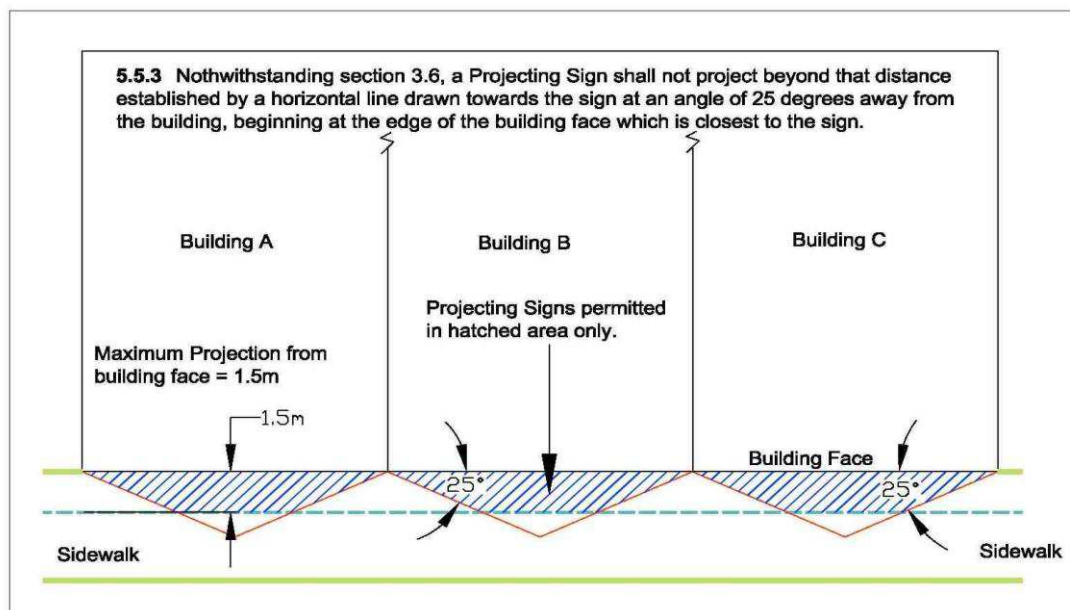 5.5.3 Nothwithstanding section 3.6, a Projecting Sign shall not project beyond that distance
established by a horizontal line drawn towards the sign at an angle of 25 degrees away from
the building, beginning at the edge of the building face which is closest to the sign.
Building A
Building B
Building C
Projecting Signs permitted
in hatched area only.
Maximum Projection from
building face = 1.5m
1.5m
Building Face
25°
25°
Sidewalk
Sidewalk